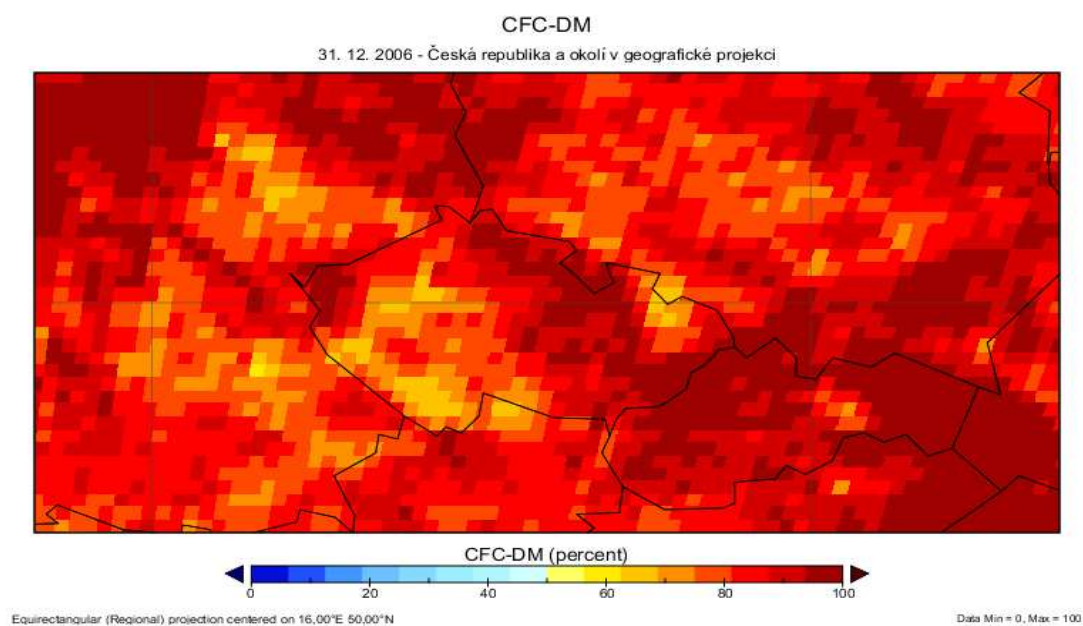 CFC-DM
31. 12. 2006 - Česká republika a okolí v geografické projekci
CFC-DM (percent)
0 20 40 60 80 100
Equirectangular (Regional) projection centered on 16,00°E 50,00°N
Data Min = 0, Max = 100